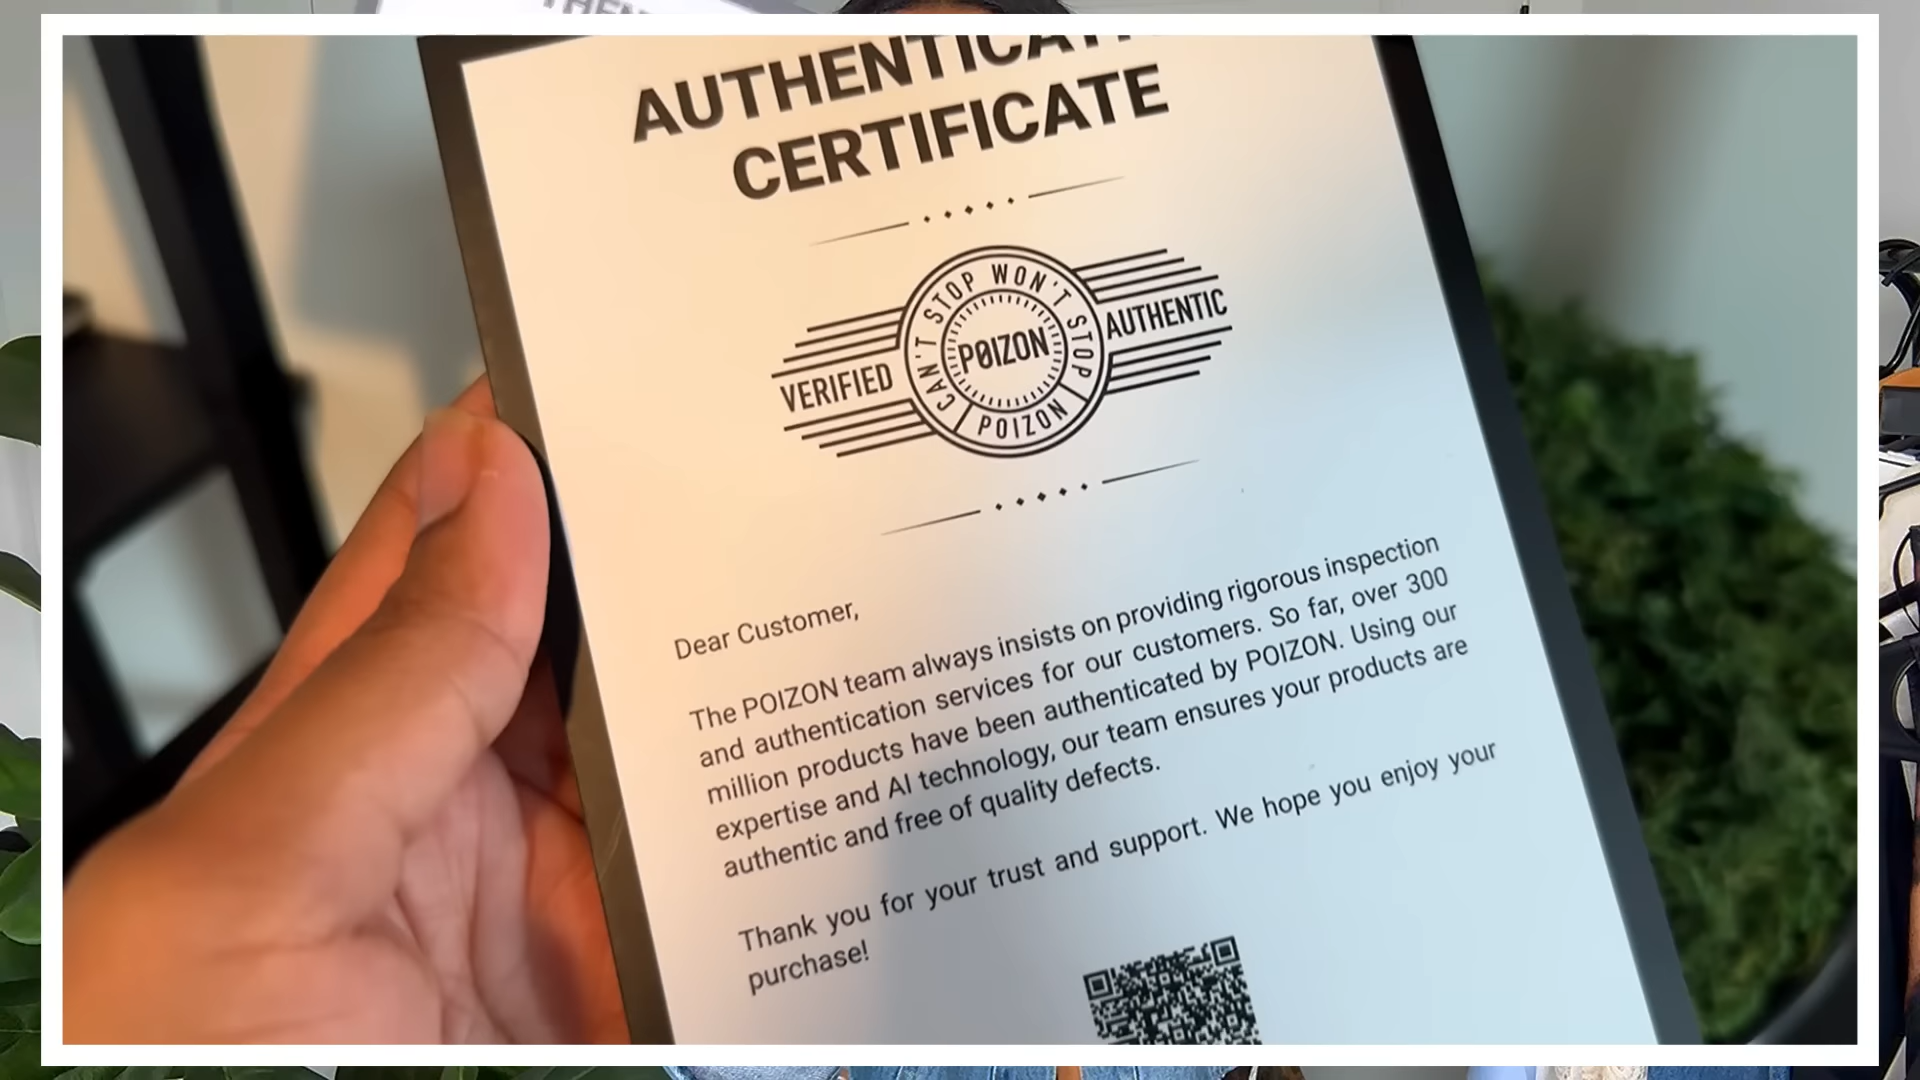 CERTIFICATE
CAN'T STOP WON'T STOP
VERIFIED
POIZON
AUTHENTIC
POIZON
Dear Customer,
The POIZON team always insists on providing rigorous inspection
and authentication services for our customers. So far, over 300
million products have been authenticated by POIZON. Using our
expertise and AI technology, our team ensures your products are
authentic and free of quality defects.
Thank you for your trust and support. We hope you enjoy your
purchase!